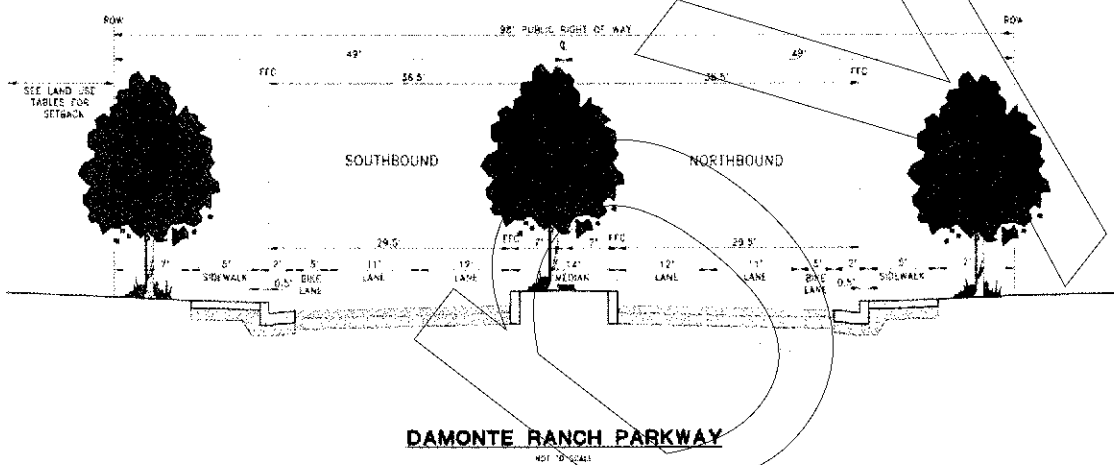 ROW
ROW
98' PUBLIC RIGHT OF WAY
49'
49'
FFC
36.5'
36.5'
FFC
SEE LAND USE
TABLES FOR
SETBACK
SOUTHBOUND
NORTHBOUND
29.5'
FFC
7'
7'
FFC
29.5'
7'
5'
SIDEWALK
2'
0.5'
5'
BIKE
LANE
11'
LANE
12'
LANE
14'
MEDIAN
12'
LANE
11'
LANE
5'
BIKE
LANE
2'
0.5'
5'
SIDEWALK
DAMONTE RANCH PARKWAY
NOT TO SCALE